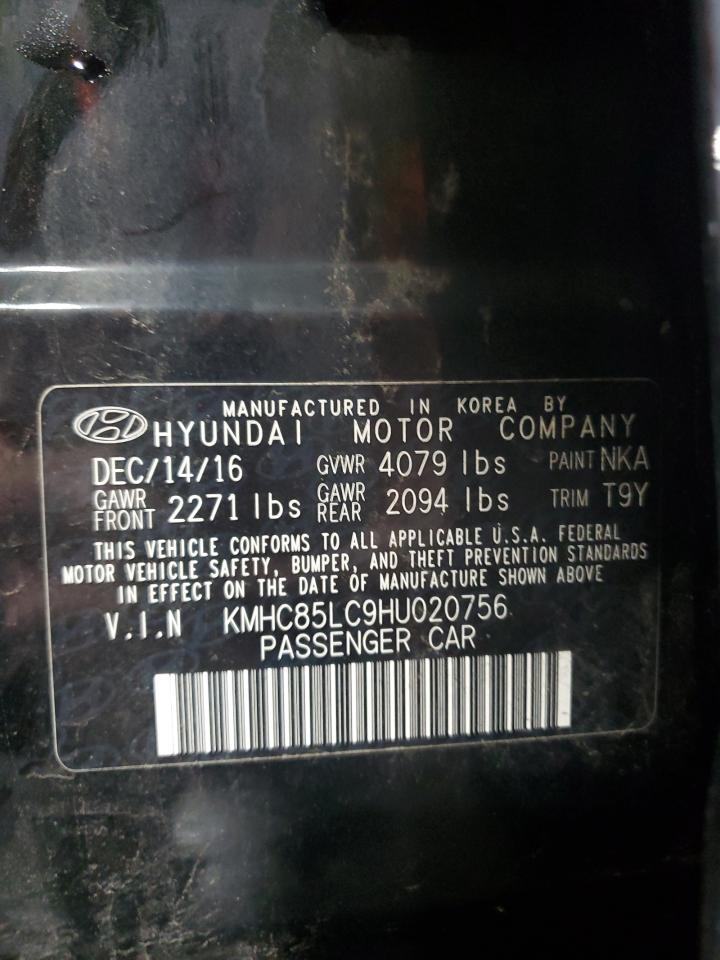 MANUFACTURED IN KOREA BY
HYUNDAI MOTOR COMPANY
DEC/14/16 GVWR 4079 lbs PAINT NKA
GAWR FRONT 2271 lbs GAWR REAR 2094 lbs TRIM T9Y
THIS VEHICLE CONFORMS TO ALL APPLICABLE U.S.A. FEDERAL
MOTOR VEHICLE SAFETY, BUMPER, AND THEFT PREVENTION STANDARDS
IN EFFECT ON THE DATE OF MANUFACTURE SHOWN ABOVE
V.I.N KMHC85LC9HU020756
PASSENGER CAR